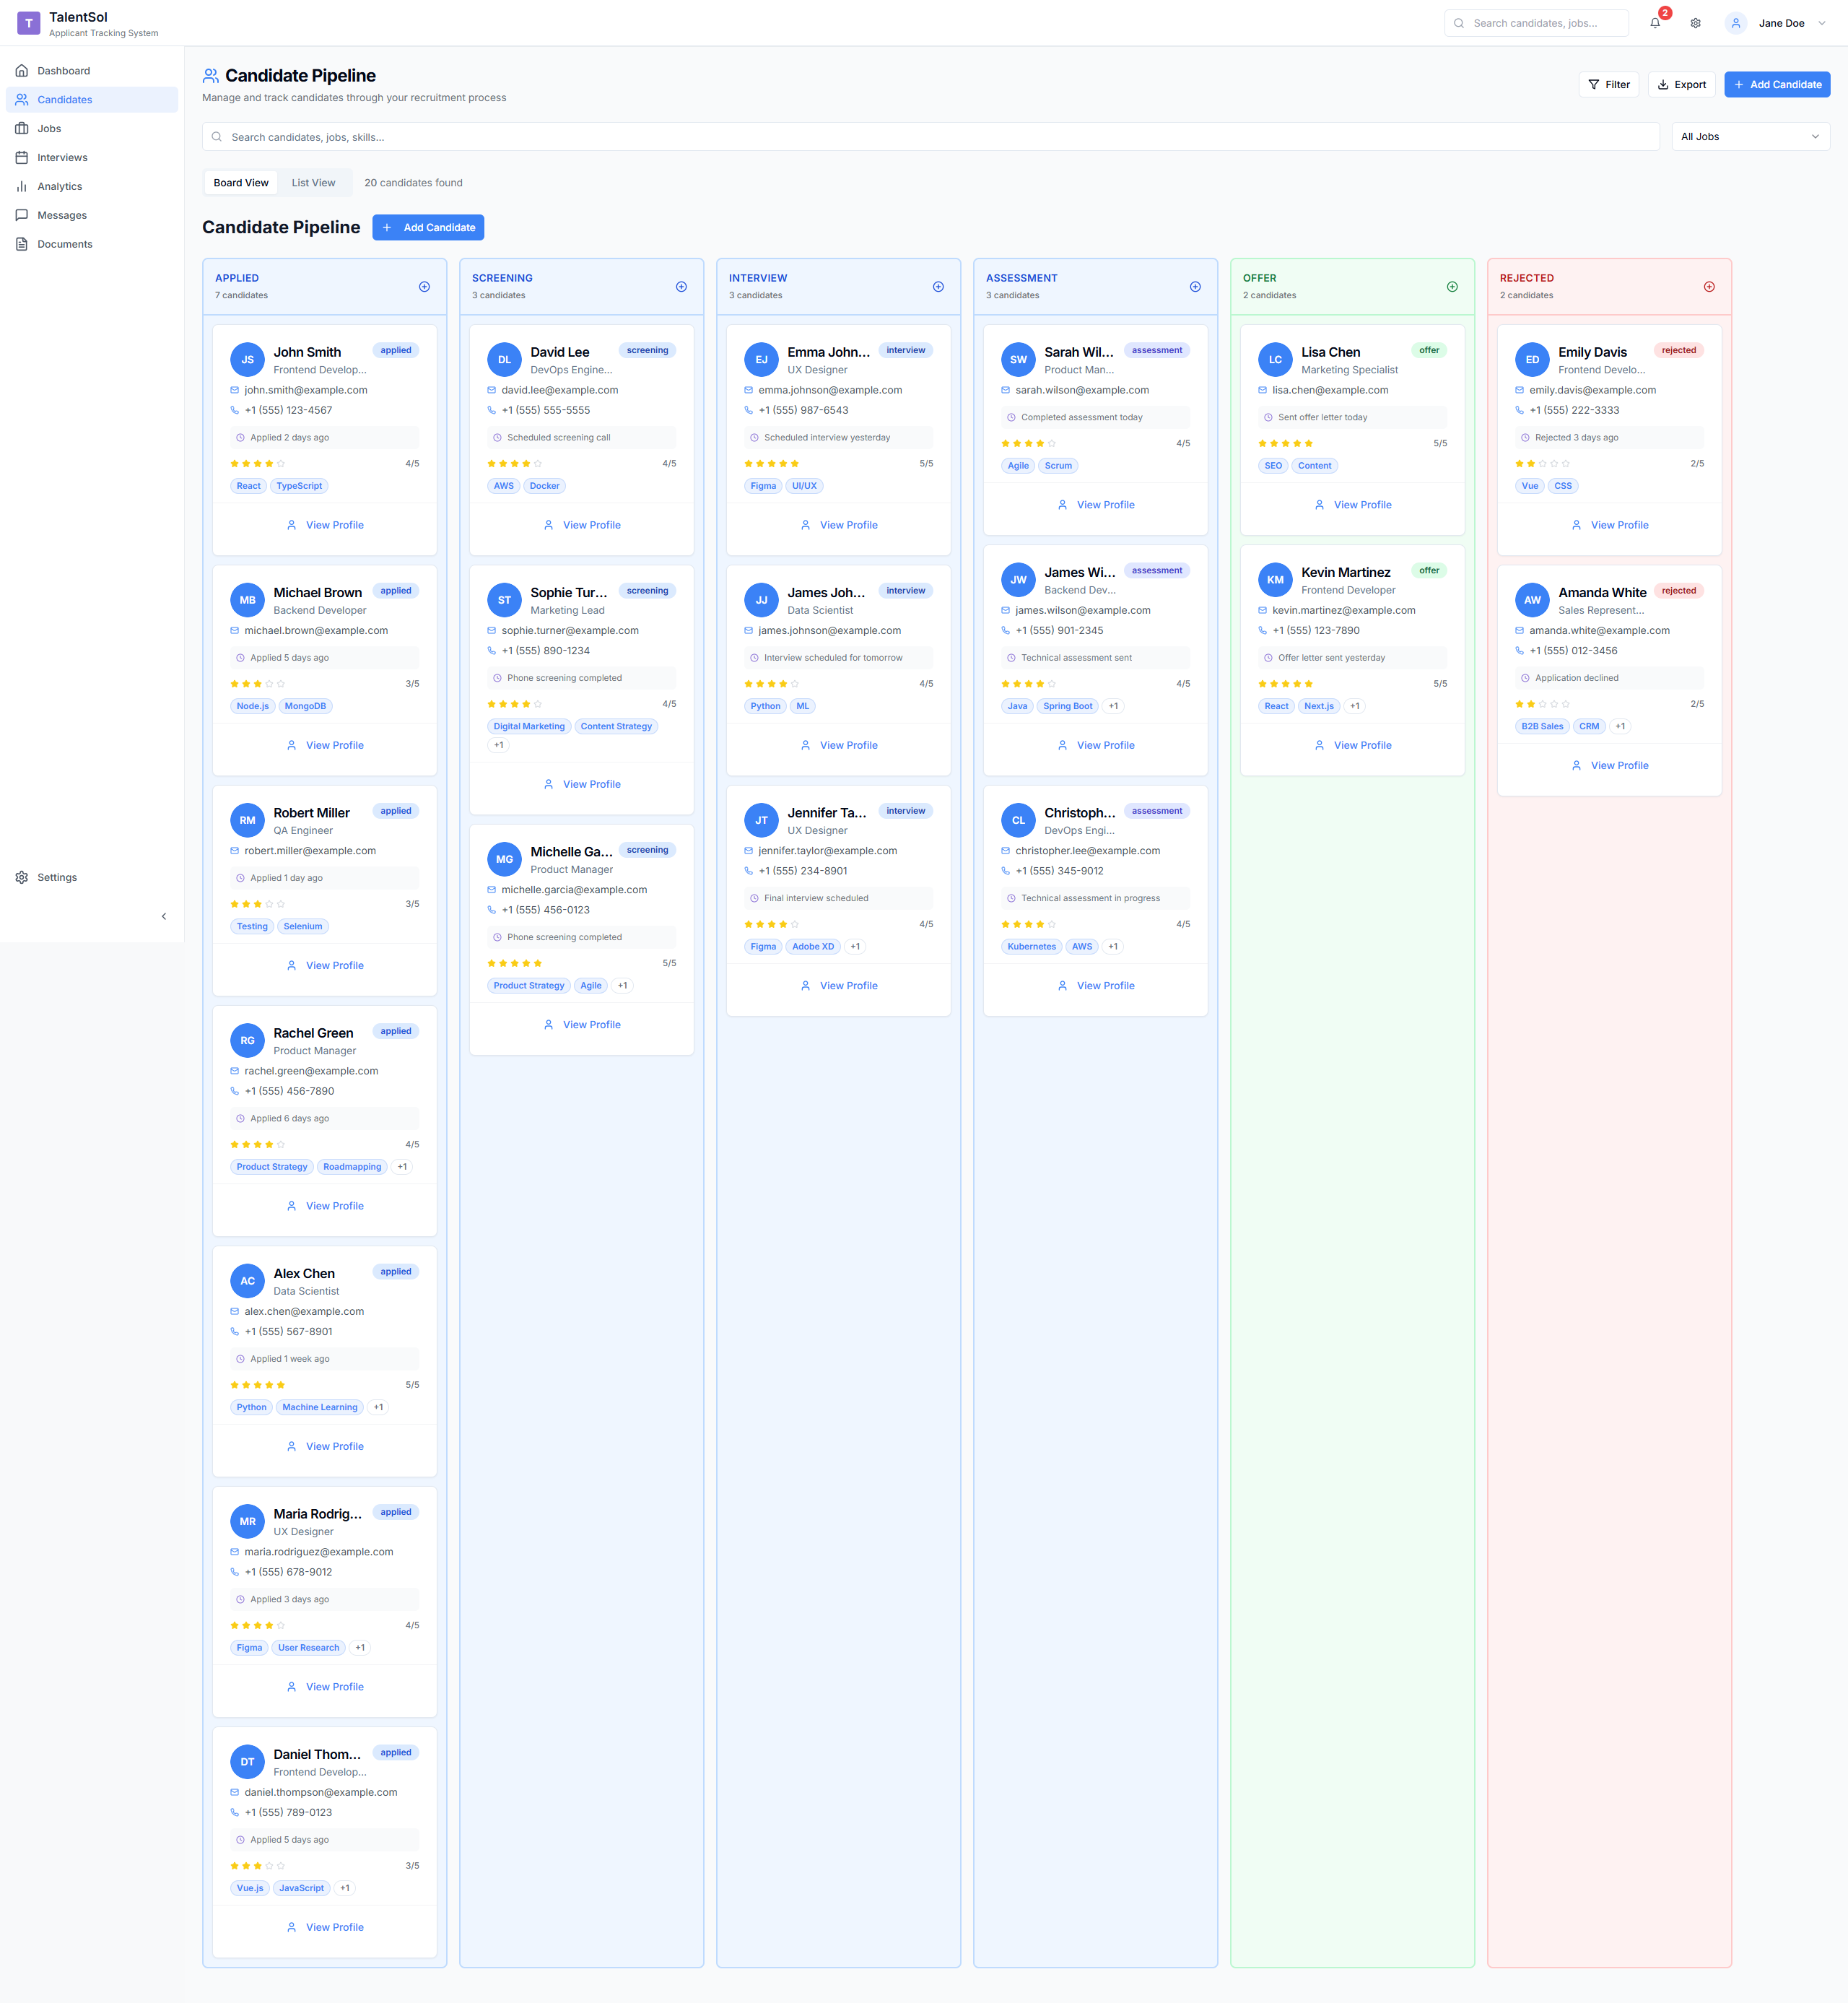 T
TalentSol
Applicant Tracking System
Search candidates, jobs...
2
Jane Doe
Dashboard
Candidates
Jobs
Interviews
Analytics
Messages
Documents
Settings
Candidate Pipeline
Manage and track candidates through your recruitment process
Filter
Export
Add Candidate
Search candidates, jobs, skills...
All Jobs
Board View
List View
20 candidates found
Candidate Pipeline
Add Candidate
APPLIED
7 candidates
JS
John Smith
applied
Frontend Develop...
john.smith@example.com
+1 (555) 123-4567
Applied 2 days ago
4/5
React
TypeScript
View Profile
MB
Michael Brown
applied
Backend Developer
michael.brown@example.com
Applied 5 days ago
3/5
Node.js
MongoDB
View Profile
RM
Robert Miller
applied
QA Engineer
robert.miller@example.com
Applied 1 day ago
3/5
Testing
Selenium
View Profile
RG
Rachel Green
applied
Product Manager
rachel.green@example.com
+1 (555) 456-7890
Applied 6 days ago
4/5
Product Strategy
Roadmapping
+1
View Profile
AC
Alex Chen
applied
Data Scientist
alex.chen@example.com
+1 (555) 567-8901
Applied 1 week ago
5/5
Python
Machine Learning
+1
View Profile
MR
Maria Rodrig...
applied
UX Designer
maria.rodriguez@example.com
+1 (555) 678-9012
Applied 3 days ago
4/5
Figma
User Research
+1
View Profile
DT
Daniel Thom...
applied
Frontend Develop...
daniel.thompson@example.com
+1 (555) 789-0123
Applied 5 days ago
3/5
Vue.js
JavaScript
+1
View Profile
SCREENING
3 candidates
DL
David Lee
screening
DevOps Engine...
david.lee@example.com
+1 (555) 555-5555
Scheduled screening call
4/5
AWS
Docker
View Profile
ST
Sophie Tur...
screening
Marketing Lead
sophie.turner@example.com
+1 (555) 890-1234
Phone screening completed
4/5
Digital Marketing
Content Strategy
+1
View Profile
MG
Michelle Ga...
screening
Product Manager
michelle.garcia@example.com
+1 (555) 456-0123
Phone screening completed
5/5
Product Strategy
Agile
+1
View Profile
INTERVIEW
3 candidates
EJ
Emma John...
interview
UX Designer
emma.johnson@example.com
+1 (555) 987-6543
Scheduled interview yesterday
5/5
Figma
UI/UX
View Profile
JJ
James Joh...
interview
Data Scientist
james.johnson@example.com
Interview scheduled for tomorrow
4/5
Python
ML
View Profile
JT
Jennifer Ta...
interview
UX Designer
jennifer.taylor@example.com
+1 (555) 234-8901
Final interview scheduled
4/5
Figma
Adobe XD
+1
View Profile
ASSESSMENT
3 candidates
SW
Sarah Wil...
assessment
Product Man...
sarah.wilson@example.com
Completed assessment today
4/5
Agile
Scrum
View Profile
JW
James Wi...
assessment
Backend Dev...
james.wilson@example.com
+1 (555) 901-2345
Technical assessment sent
4/5
Java
Spring Boot
+1
View Profile
CL
Christoph...
assessment
DevOps Engi...
christopher.lee@example.com
+1 (555) 345-9012
Technical assessment in progress
4/5
Kubernetes
AWS
+1
View Profile
OFFER
2 candidates
LC
Lisa Chen
offer
Marketing Specialist
lisa.chen@example.com
Sent offer letter today
5/5
SEO
Content
View Profile
KM
Kevin Martinez
offer
Frontend Developer
kevin.martinez@example.com
+1 (555) 123-7890
Offer letter sent yesterday
5/5
React
Next.js
+1
View Profile
REJECTED
2 candidates
ED
Emily Davis
rejected
Frontend Develo...
emily.davis@example.com
+1 (555) 222-3333
Rejected 3 days ago
2/5
Vue
CSS
View Profile
AW
Amanda White
rejected
Sales Represent...
amanda.white@example.com
+1 (555) 012-3456
Application declined
2/5
B2B Sales
CRM
+1
View Profile